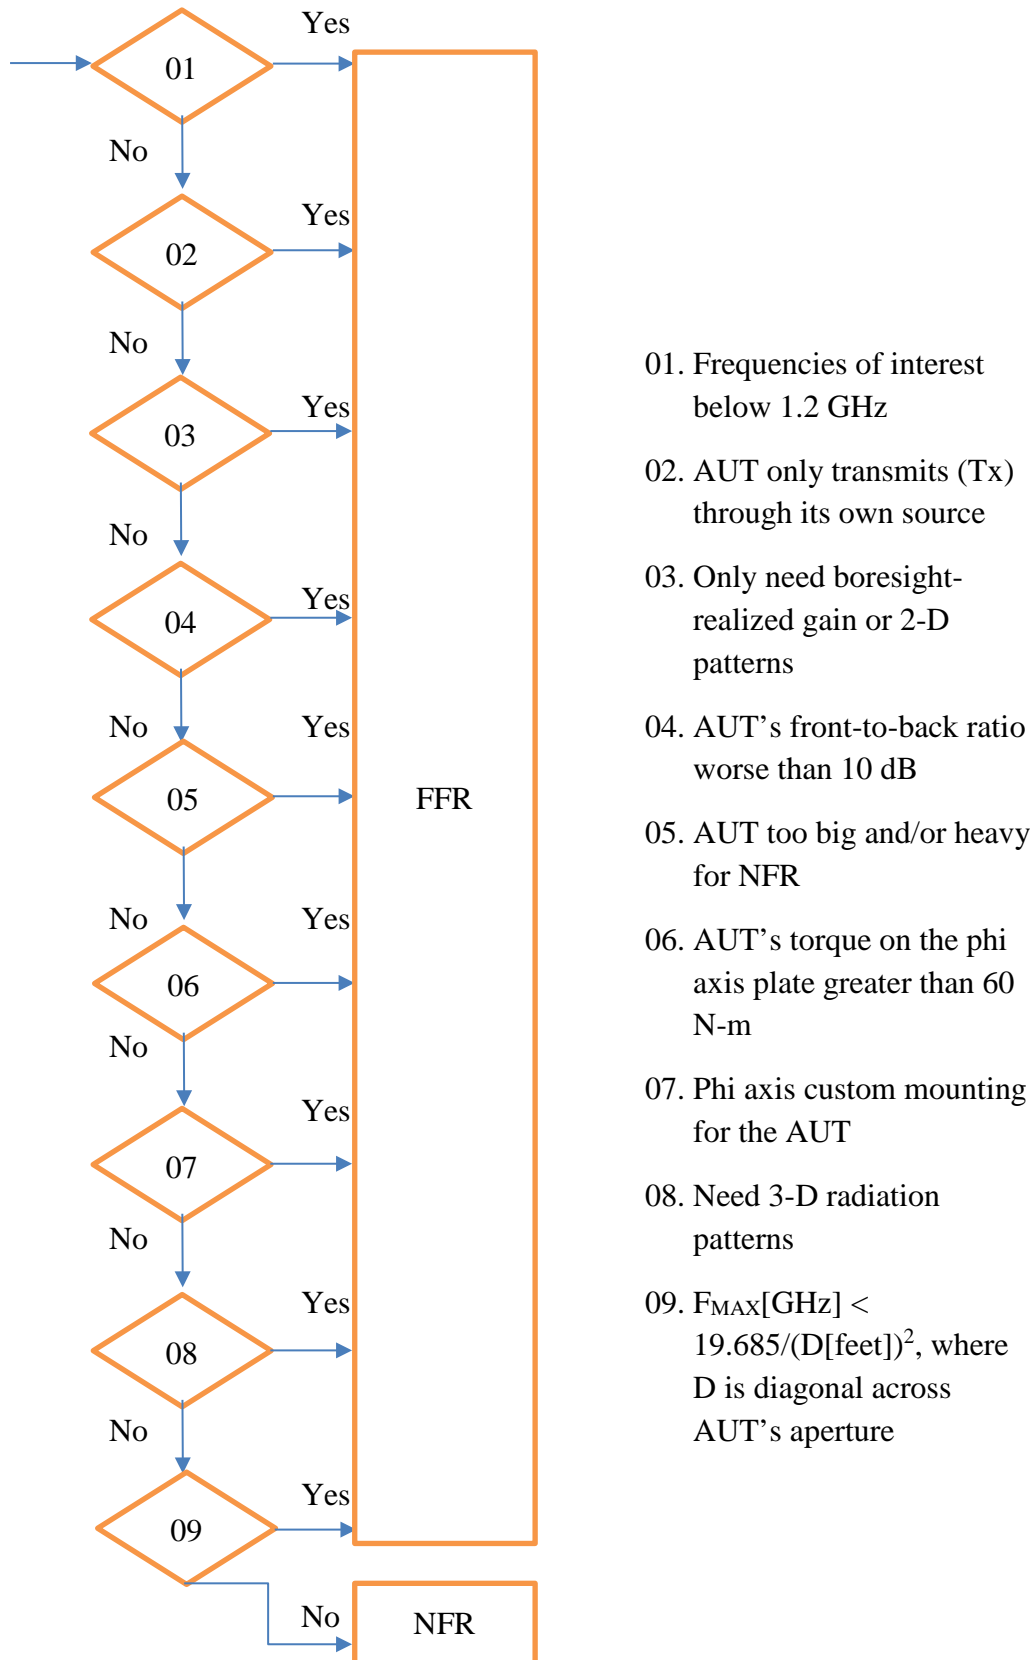 Yes
01
No
Yes
02
No
Yes
03
No
Yes
04
No
Yes
05
FFR
No
Yes
06
No
Yes
07
No
Yes
08
No
Yes
09
No
NFR
01. Frequencies of interest
below 1.2 GHz
02. AUT only transmits (Tx)
through its own source
03. Only need boresight-
realized gain or 2-D
patterns
04. AUT’s front-to-back ratio
worse than 10 dB
05. AUT too big and/or heavy
for NFR
06. AUT’s torque on the phi
axis plate greater than 60
N-m
07. Phi axis custom mounting
for the AUT
08. Need 3-D radiation
patterns
09. FMAX[GHz] <
19.685/(D[feet])², where
D is diagonal across
AUT’s aperture